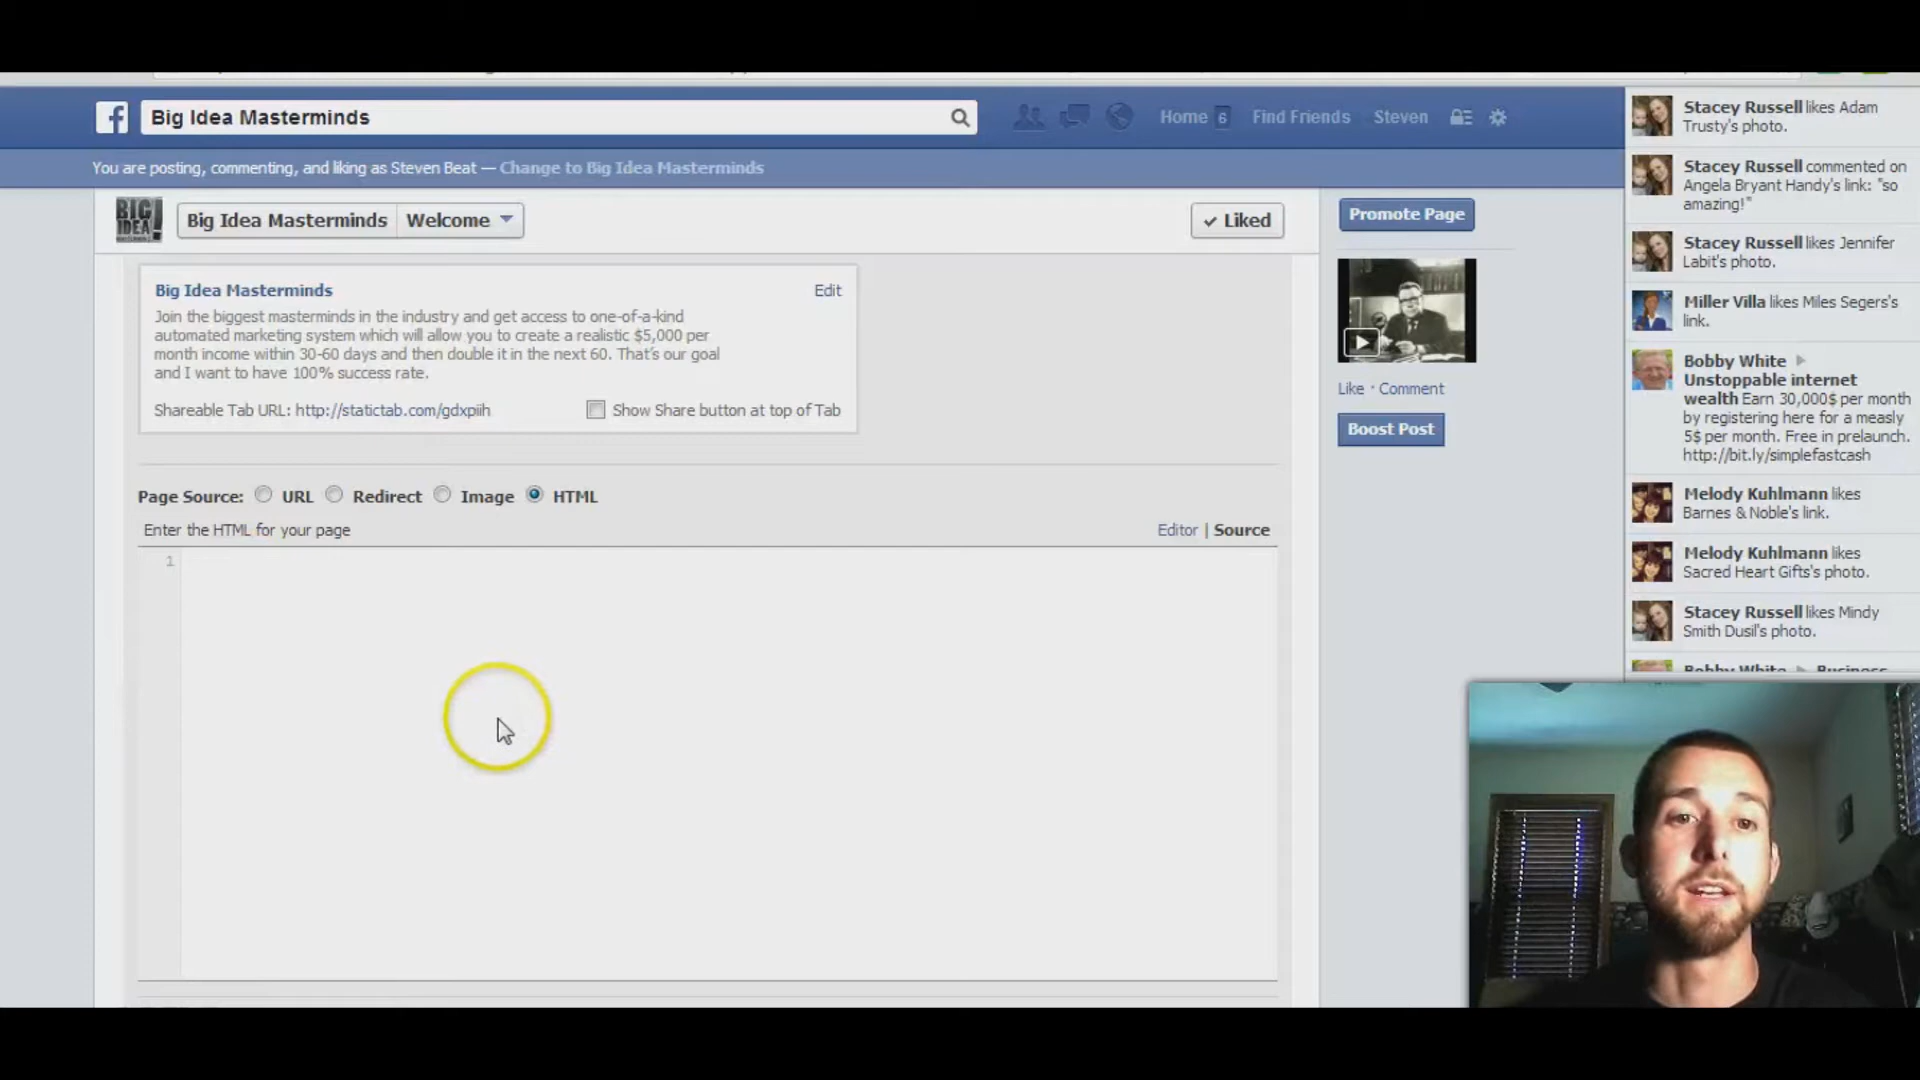 Big Idea Masterminds
Home 6 Find Friends Steven
You are posting, commenting, and liking as Steven Beat — Change to Big Idea Masterminds
BIG IDEA!
Big Idea Masterminds Welcome
Liked
Promote Page
Big Idea Masterminds Edit
Join the biggest masterminds in the industry and get access to one-of-a-kind
automated marketing system which will allow you to create a realistic $5,000 per
month income within 30-60 days and then double it in the next 60. That's our goal
and I want to have 100% success rate.
Shareable Tab URL: http://statictab.com/gdxpiih Show Share button at top of Tab
Like · Comment
Boost Post
Page Source: URL Redirect Image HTML
Enter the HTML for your page Editor | Source
1
Stacey Russell likes Adam
Trusty's photo.
Stacey Russell commented on
Angela Bryant Handy's link: "so
amazing!"
Stacey Russell likes Jennifer
Labit's photo.
Miller Villa likes Miles Segers's
link.
Bobby White
Unstoppable internet
wealth Earn 30,000$ per month
by registering here for a measly
5$ per month. Free in prelaunch.
http://bit.ly/simplefastcash
Melody Kuhlmann likes
Barnes & Noble's link.
Melody Kuhlmann likes
Sacred Heart Gifts's photo.
Stacey Russell likes Mindy
Smith Dusil's photo.
Bobby White Business